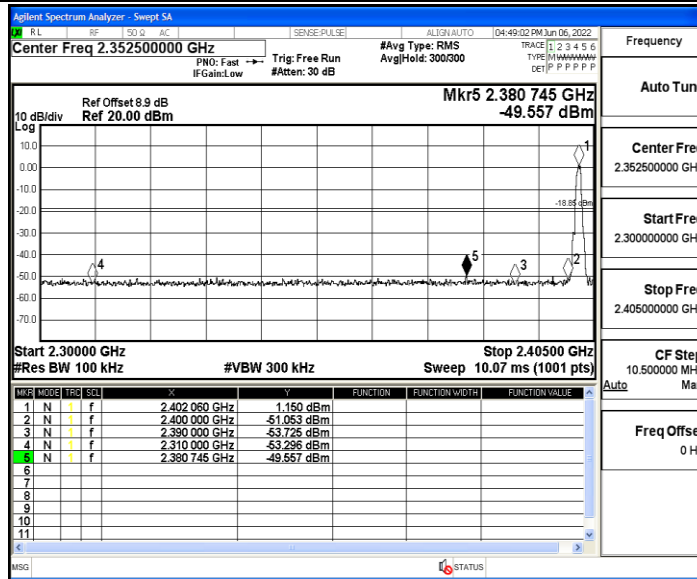 Agilent Spectrum Analyzer - Swept SA
RL RF 50 Ω AC SENSE:PULSE ALIGN AUTO 04:49:02 PM Jun 06, 2022
Center Freq 2.352500000 GHz
PNO: Fast
IFGain:Low
Trig: Free Run
#Atten: 30 dB
#Avg Type: RMS
Avg|Hold: 300/300
TRACE 1 2 3 4 5 6
TYPE MWWWWW
DET P P P P P P
Ref Offset 8.9 dB
10 dB/div Ref 20.00 dBm
Log
Mkr5 2.380 745 GHz
-49.557 dBm
10.0
0.00
-10.0
-20.0
-30.0
-40.0
-50.0
-60.0
-70.0
1
-18.85 dBm
4
5
3
2
Start 2.30000 GHz Stop 2.40500 GHz
#Res BW 100 kHz #VBW 300 kHz Sweep 10.07 ms (1001 pts)
MKR MODE TRC SCL X Y FUNCTION FUNCTION WIDTH FUNCTION VALUE
1 N 1 f 2.402 060 GHz 1.150 dBm
2 N 1 f 2.400 000 GHz -51.053 dBm
3 N 1 f 2.390 000 GHz -53.725 dBm
4 N 1 f 2.310 000 GHz -53.296 dBm
5 N 1 f 2.380 745 GHz -49.557 dBm
6
7
8
9
10
11
MSG STATUS
Frequency
Auto Tun
Center Fre
2.352500000 GH
Start Fre
2.300000000 GH
Stop Fre
2.405000000 GH
CF Step
10.500000 MH
Auto Ma
Freq Offse
0 H